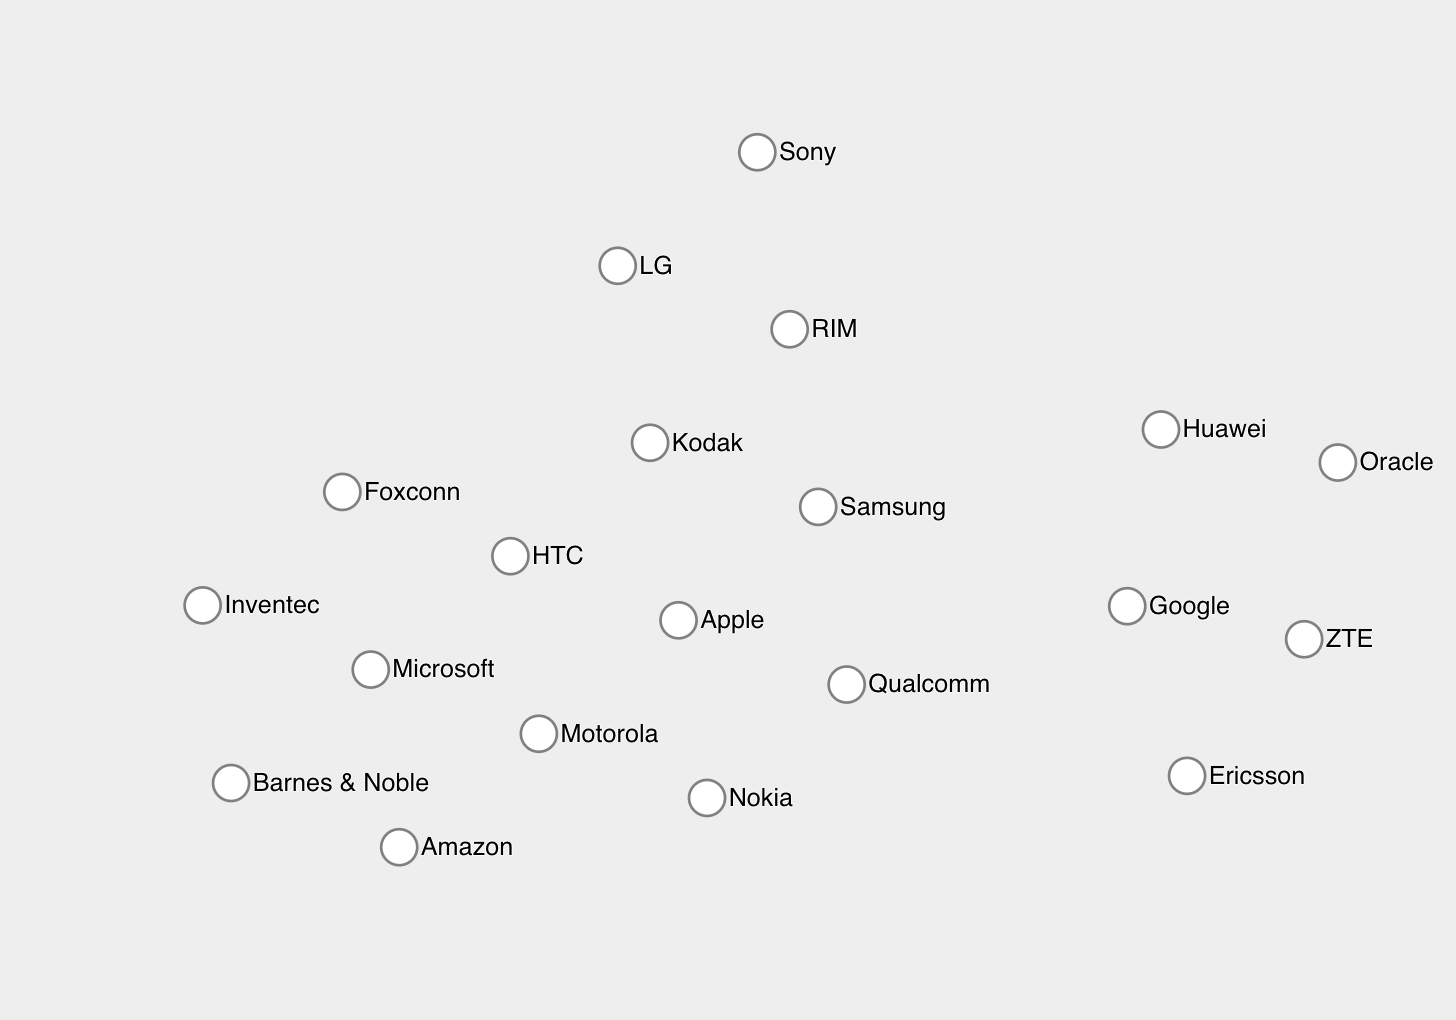 Sony
LG
RIM
Huawei
Kodak
Oracle
Foxconn
Samsung
HTC
Inventec
Google
Apple
ZTE
Microsoft
Qualcomm
Motorola
Ericsson
Barnes & Noble
Nokia
Amazon